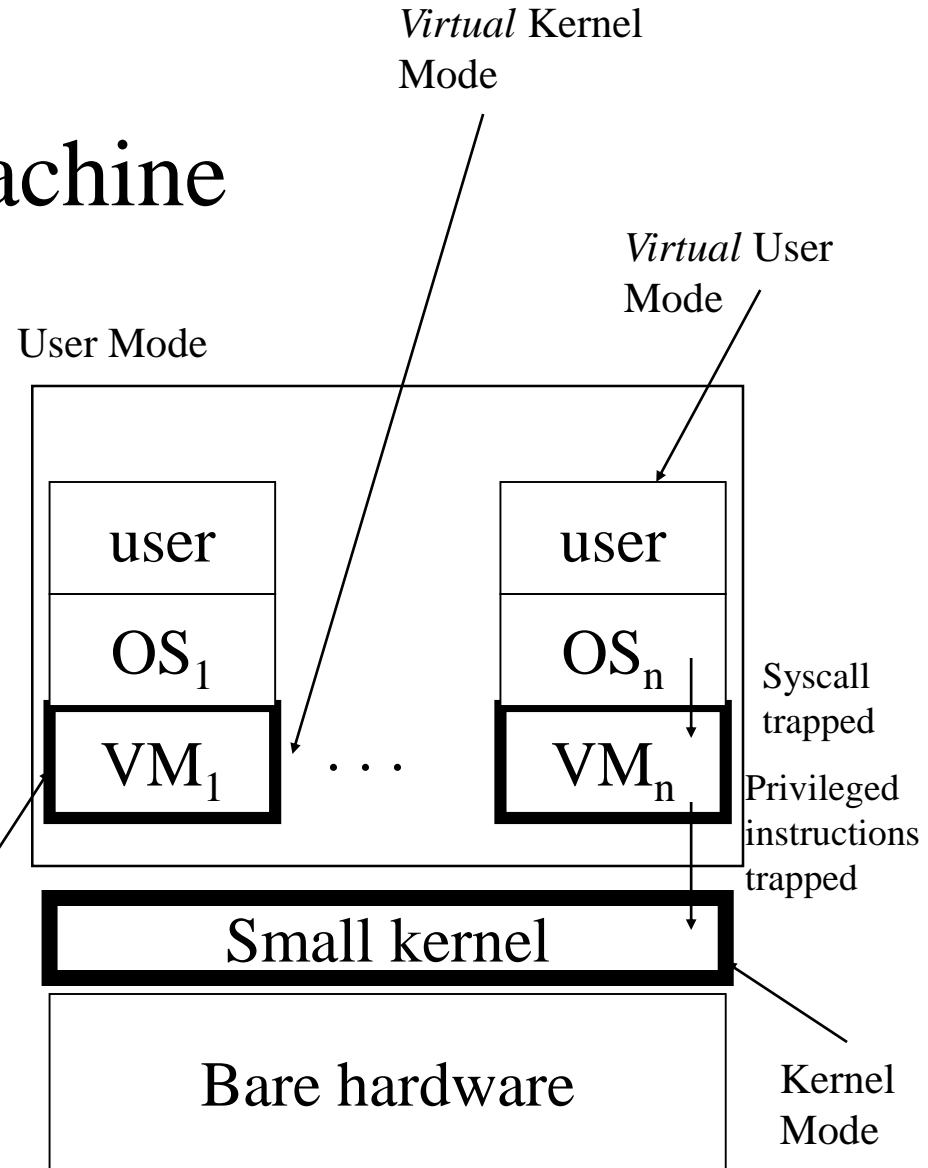 Virtual Kernel
Mode
achine
Virtual User
Mode
User Mode
user
user
OS1
OSn
Syscall
trapped
VM1
. . .
VMn
Privileged
instructions
trapped
Small kernel
Bare hardware
Kernel
Mode